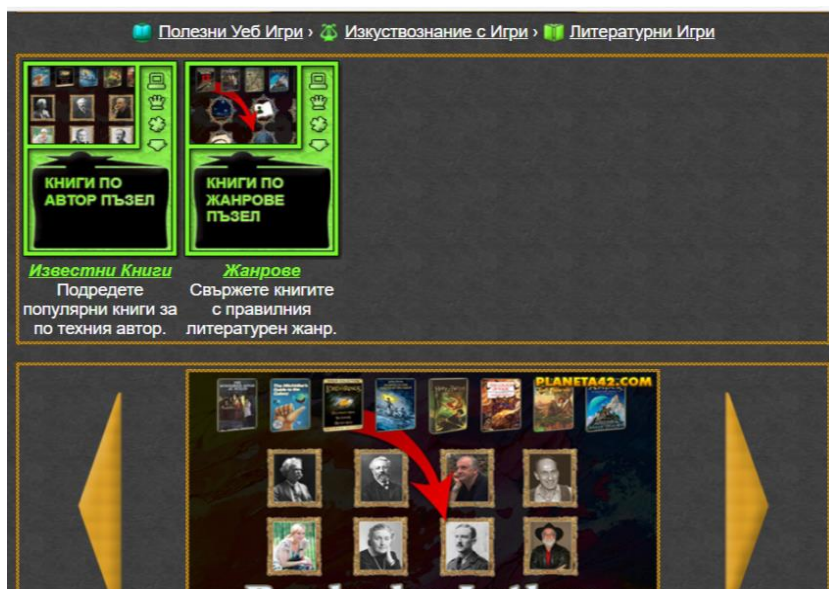 Полезни Уеб Игри › Изкуствознание с Игри › Литературни Игри
КНИГИ ПО
АВТОР ПЪЗЕЛ
КНИГИ ПО
ЖАНРОВЕ
ПЪЗЕЛ
Известни Книги
Подредете
популярни книги за
по техния автор.
Жанрове
Свържете книгите
с правилния
литературен жанр.
PLANETA42.COM